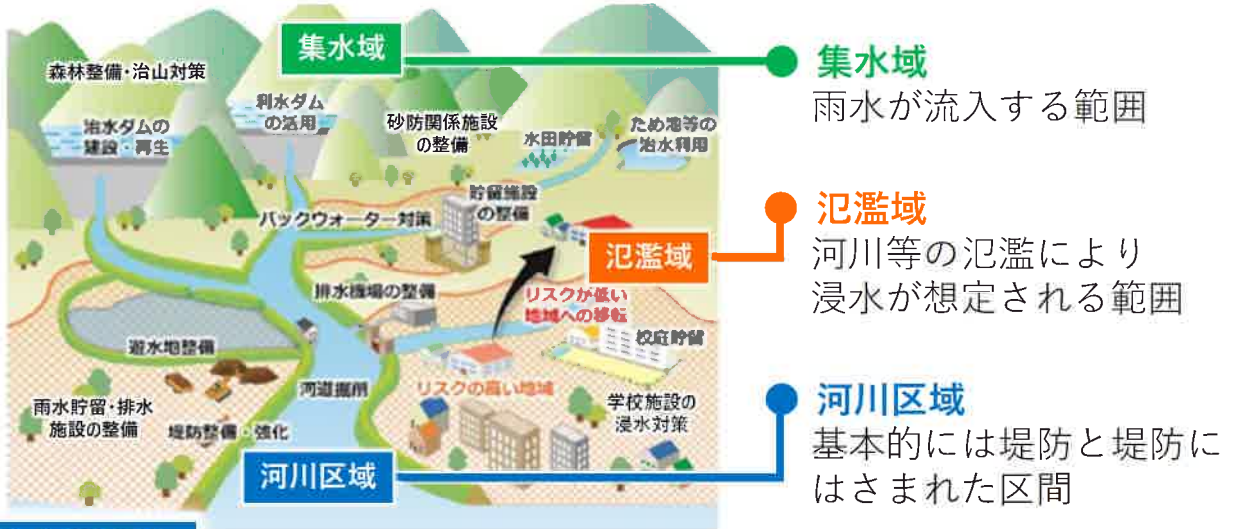 集水域
森林整備・治山対策
利水ダム
の活用
治水ダムの
建設・再生
砂防関係施設
の整備
水田貯留
ため池等の
治水利用
貯留施設
の整備
バックウォーター対策
氾濫域
排水機場の整備
リスクが低い
地域への移転
校庭貯留
遊水地整備
河道掘削
リスクの高い地域
雨水貯留・排水
施設の整備
堤防整備・強化
学校施設の
浸水対策
河川区域
集水域
雨水が流入する範囲
氾濫域
河川等の氾濫により
浸水が想定される範囲
河川区域
基本的には堤防と堤防に
はさまれた区間